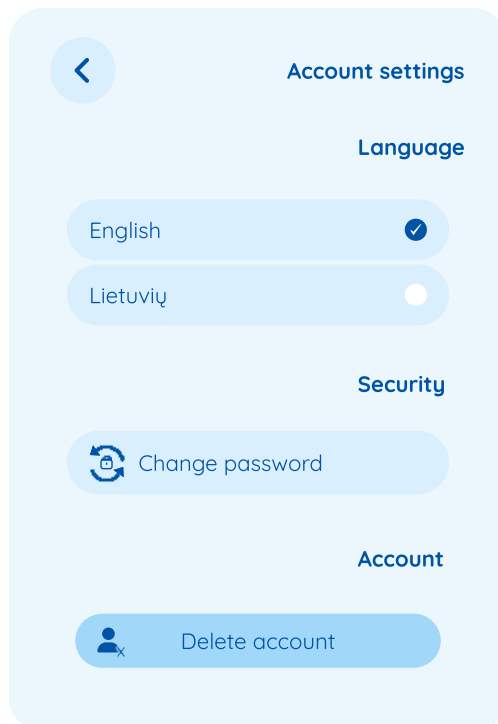 Account settings
Language
English
Lietuvių
Security
Change password
Account
Delete account